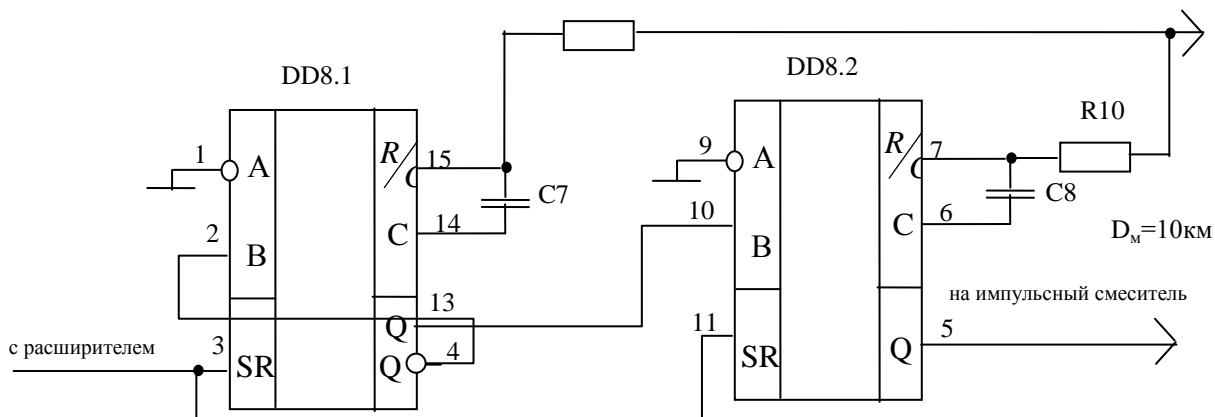 DD8.1
DD8.2
R10
1
A
R/C
15
C7
14
C
2
B
13
Q
4
Q
с расширителем
3
SR
9
A
R/C
7
C8
6
C
10
B
Dм=10км
на импульсный смеситель
5
Q
11
SR